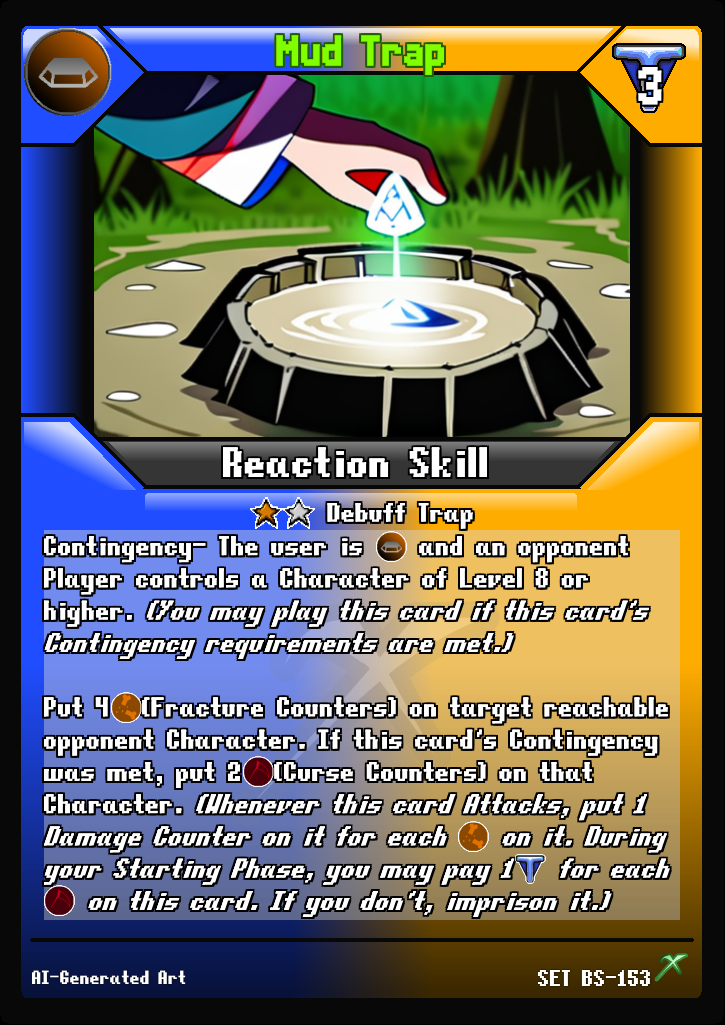 Mud Trap
3
Reaction Skill
Debuff Trap
Contingency- The user is and an opponent
Player controls a Character of Level 8 or
higher. (You may play this card if this card's
Contingency requirements are met.)
Put 4 (Fracture Counters) on target reachable
opponent Character. If this card's Contingency
was met, put 2 (Curse Counters) on that
Character. (Whenever this card Attacks, put 1
Damage Counter on it for each on it. During
your Starting Phase, you may pay 1 for each
on this card. If you don't, imprison it.)
AI-Generated Art
SET BS-153